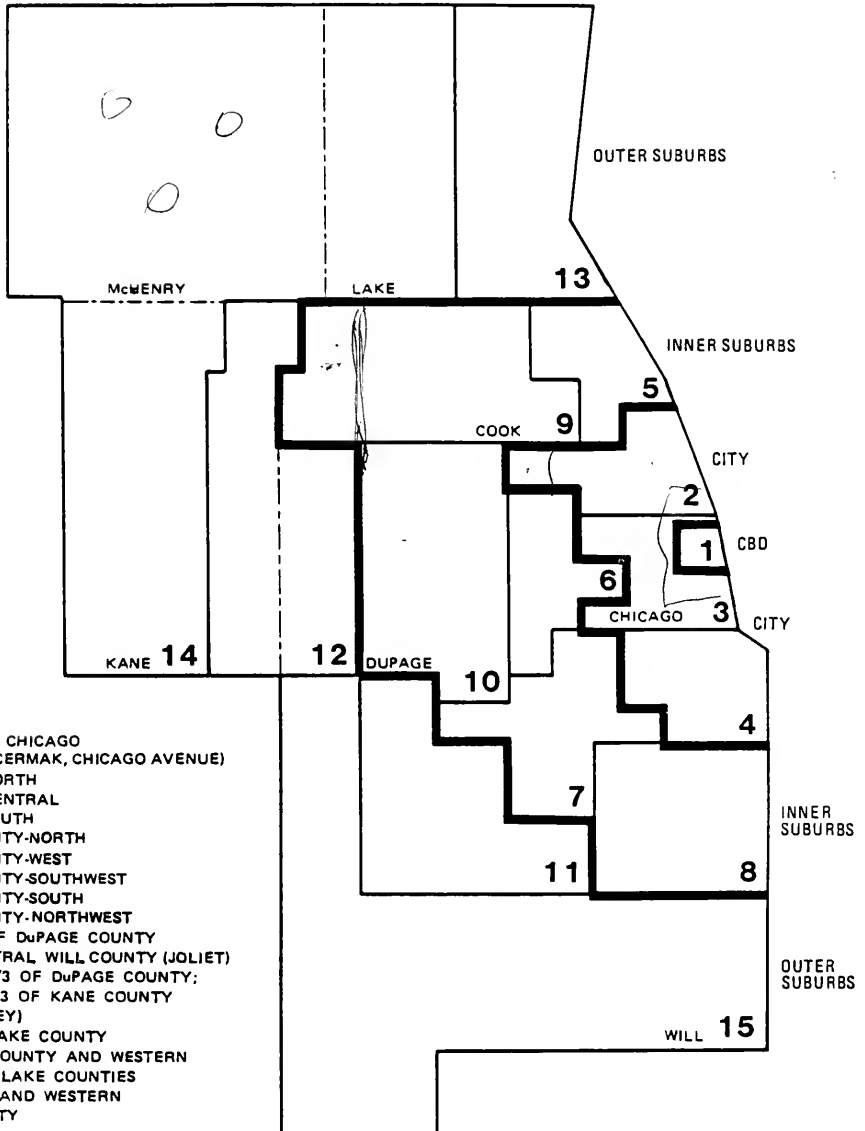 OUTER SUBURBS
McHENRY
LAKE
13
INNER SUBURBS
5
COOK
9
CITY
2
1
CBD
6
CHICAGO
3
CITY
KANE 14
12
DUPAGE
10
4
CHICAGO
CERMAK, CHICAGO AVENUE)
7
INNER
SUBURBS
11
8
OF DuPAGE COUNTY
TRAL WILL COUNTY (JOLIET)
/3 OF DuPAGE COUNTY;
3 OF KANE COUNTY
EY)
AKE COUNTY
OUNTY AND WESTERN
LAKE COUNTIES
AND WESTERN
TY
ORTH
ENTRAL
UTH
TY-NORTH
TY-WEST
TY-SOUTHWEST
TY-SOUTH
TY-NORTHWEST
OUTER
SUBURBS
WILL 15